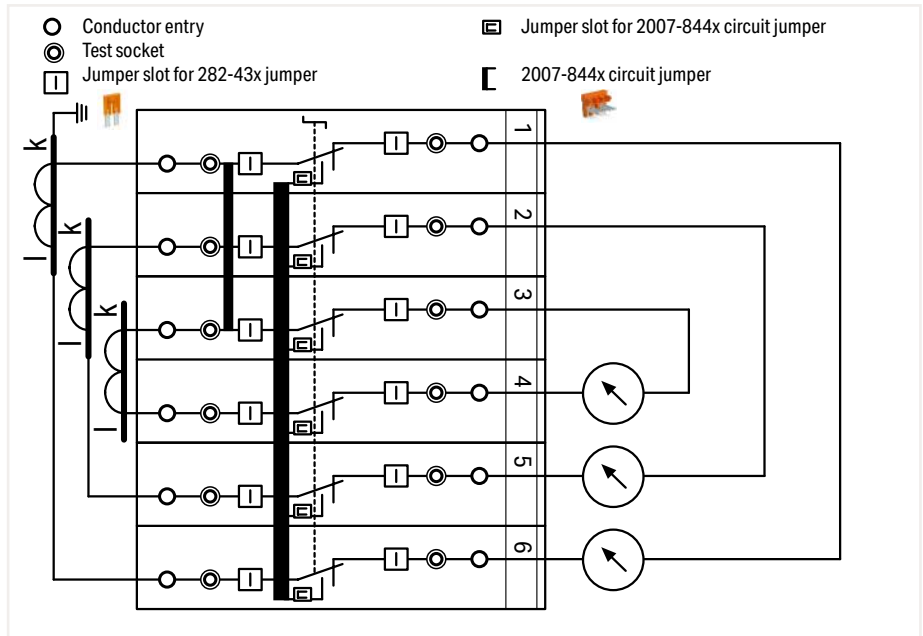 Conductor entry
Test socket
Jumper slot for 282-43x jumper
Jumper slot for 2007-844x circuit jumper
2007-844x circuit jumper
k
l
k
l
k
l
1
2
3
4
5
6